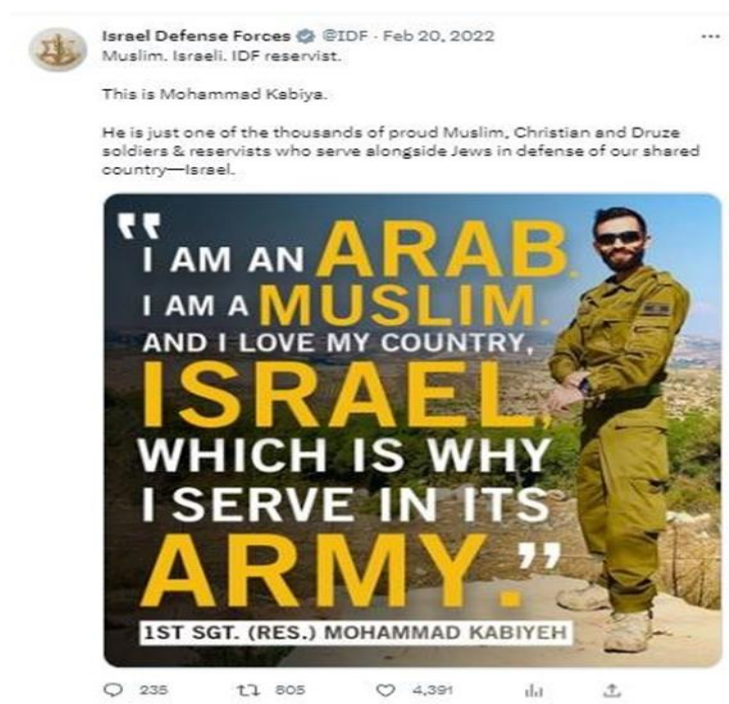 Israel Defense Forces @IDF · Feb 20, 2022
Muslim. Israeli. IDF reservist.
This is Mohammad Kabiya.
He is just one of the thousands of proud Muslim, Christian and Druze
soldiers & reservists who serve alongside Jews in defense of our shared
country—Israel.
"I AM AN ARAB.
I AM A MUSLIM.
AND I LOVE MY COUNTRY,
ISRAEL,
WHICH IS WHY
I SERVE IN ITS
ARMY."
1ST SGT. (RES.) MOHAMMAD KABIYEH
235 805 4,391